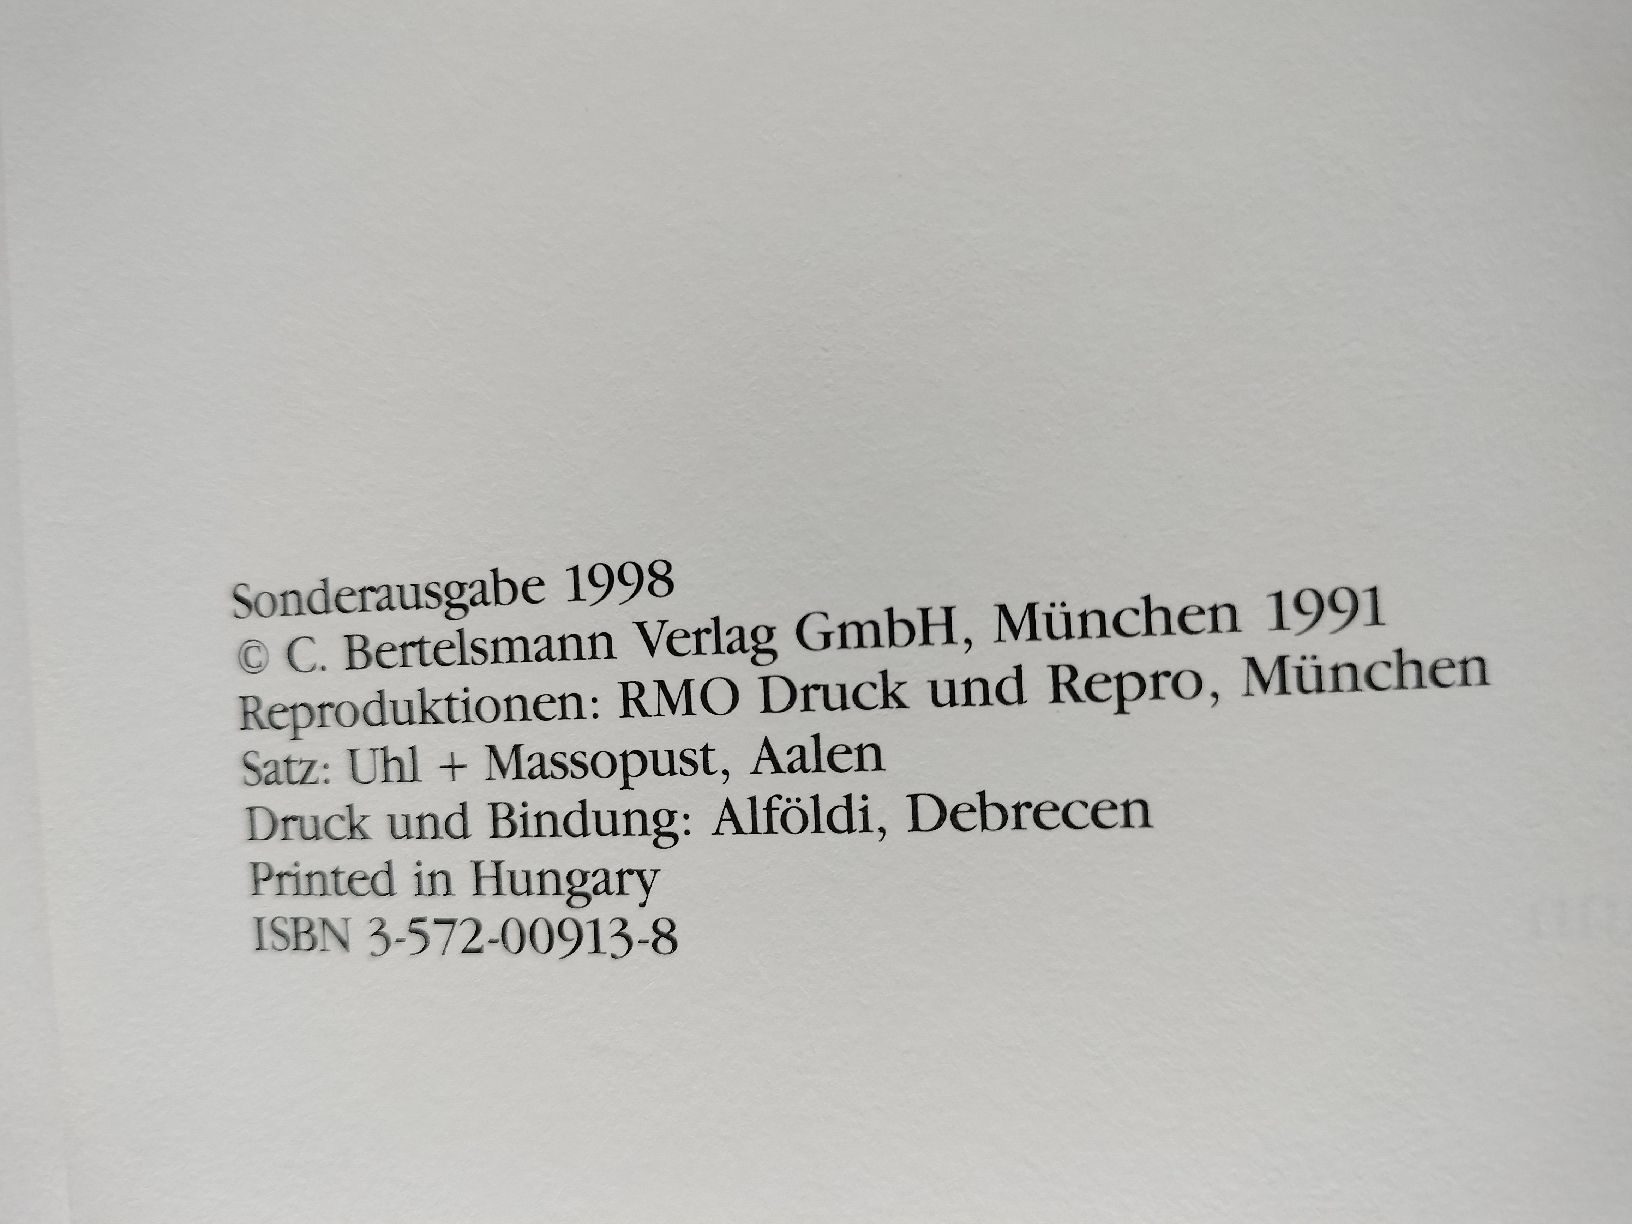 Sonderausgabe 1998
© C. Bertelsmann Verlag GmbH, München 1991
Reproduktionen: RMO Druck und Repro, München
Satz: Uhl + Massopust, Aalen
Druck und Bindung: Alföldi, Debrecen
Printed in Hungary
ISBN 3-572-00913-8